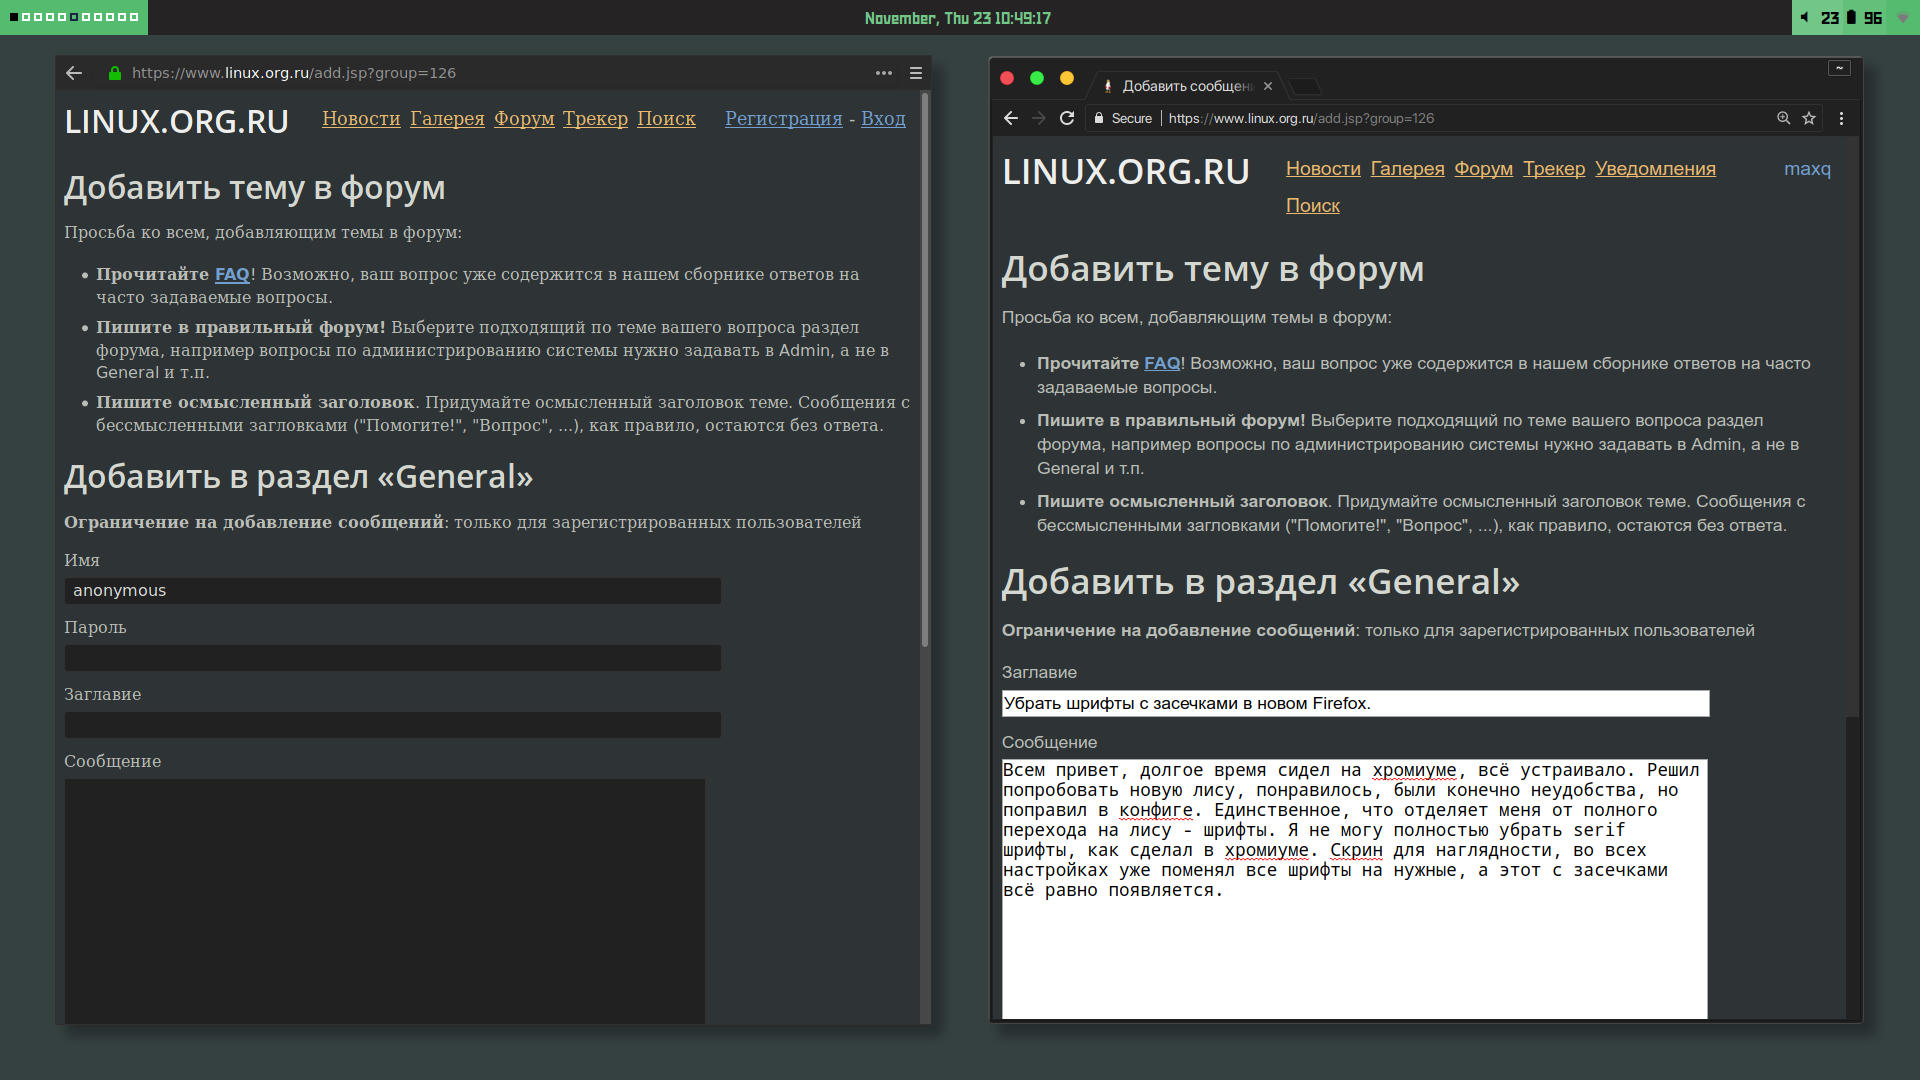 November, Thu 23 10:49:17
23 96
https://www.linux.org.ru/add.jsp?group=126
LINUX.ORG.RU
Новости Галерея Форум Трекер Поиск Регистрация - Вход
Добавить тему в форум
Просьба ко всем, добавляющим темы в форум:
• Прочитайте FAQ! Возможно, ваш вопрос уже содержится в нашем сборнике ответов на
часто задаваемые вопросы.
• Пишите в правильный форум! Выберите подходящий по теме вашего вопроса раздел
форума, например вопросы по администрированию системы нужно задавать в Admin, а не в
General и т.п.
• Пишите осмысленный заголовок. Придумайте осмысленный заголовок теме. Сообщения с
бессмысленными загловками ("Помогите!", "Вопрос", ...), как правило, остаются без ответа.
Добавить в раздел «General»
Ограничение на добавление сообщений: только для зарегистрированных пользователей
Имя
anonymous
Пароль
Заглавие
Сообщение
~
Добавить сообщен
Secure https://www.linux.org.ru/add.jsp?group=126
LINUX.ORG.RU
Новости Галерея Форум Трекер Уведомления
Поиск
maxq
Добавить тему в форум
Просьба ко всем, добавляющим темы в форум:
• Прочитайте FAQ! Возможно, ваш вопрос уже содержится в нашем сборнике ответов на часто
задаваемые вопросы.
• Пишите в правильный форум! Выберите подходящий по теме вашего вопроса раздел
форума, например вопросы по администрированию системы нужно задавать в Admin, а не в
General и т.п.
• Пишите осмысленный заголовок. Придумайте осмысленный заголовок теме. Сообщения с
бессмысленными загловками ("Помогите!", "Вопрос", ...), как правило, остаются без ответа.
Добавить в раздел «General»
Ограничение на добавление сообщений: только для зарегистрированных пользователей
Заглавие
Убрать шрифты с засечками в новом Firefox.
Сообщение
Всем привет, долгое время сидел на хромиуме, всё устраивало. Решил
попробовать новую лису, понравилось, были конечно неудобства, но
поправил в конфиге. Единственное, что отделяет меня от полного
перехода на лису - шрифты. Я не могу полностью убрать serif
шрифты, как сделал в хромиуме. Скрин для наглядности, во всех
настройках уже поменял все шрифты на нужные, а этот с засечками
всё равно появляется.